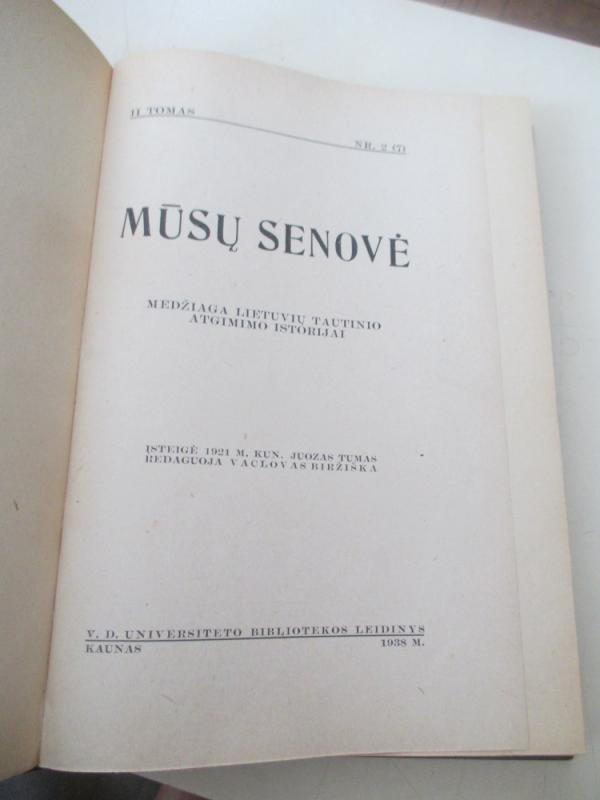 II TOMAS
NR. 2 (7)
MŪSŲ SENOVĖ
MEDŽIAGA LIETUVIŲ TAUTINIO
ATGIMIMO ISTORIJAI
ĮSTEIGĖ 1921 M. KUN. JUOZAS TUMAS
REDAGUOJA VACLOVAS BIRŽIŠKA
V. D. UNIVERSITETO BIBLIOTEKOS LEIDINYS
KAUNAS 1938 M.